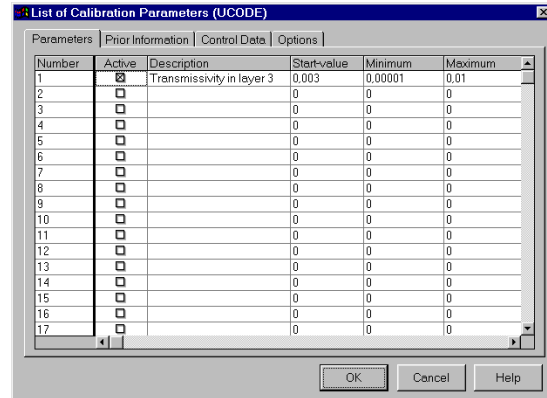 List of Calibration Parameters (UCODE)
Parameters Prior Information Control Data Options
Number Active Description Start-value Minimum Maximum
1 Transmissivity in layer 3 0,003 0,00001 0,01
2 0 0 0
3 0 0 0
4 0 0 0
5 0 0 0
6 0 0 0
7 0 0 0
8 0 0 0
9 0 0 0
10 0 0 0
11 0 0 0
12 0 0 0
13 0 0 0
14 0 0 0
15 0 0 0
16 0 0 0
17 0 0 0
OK Cancel Help